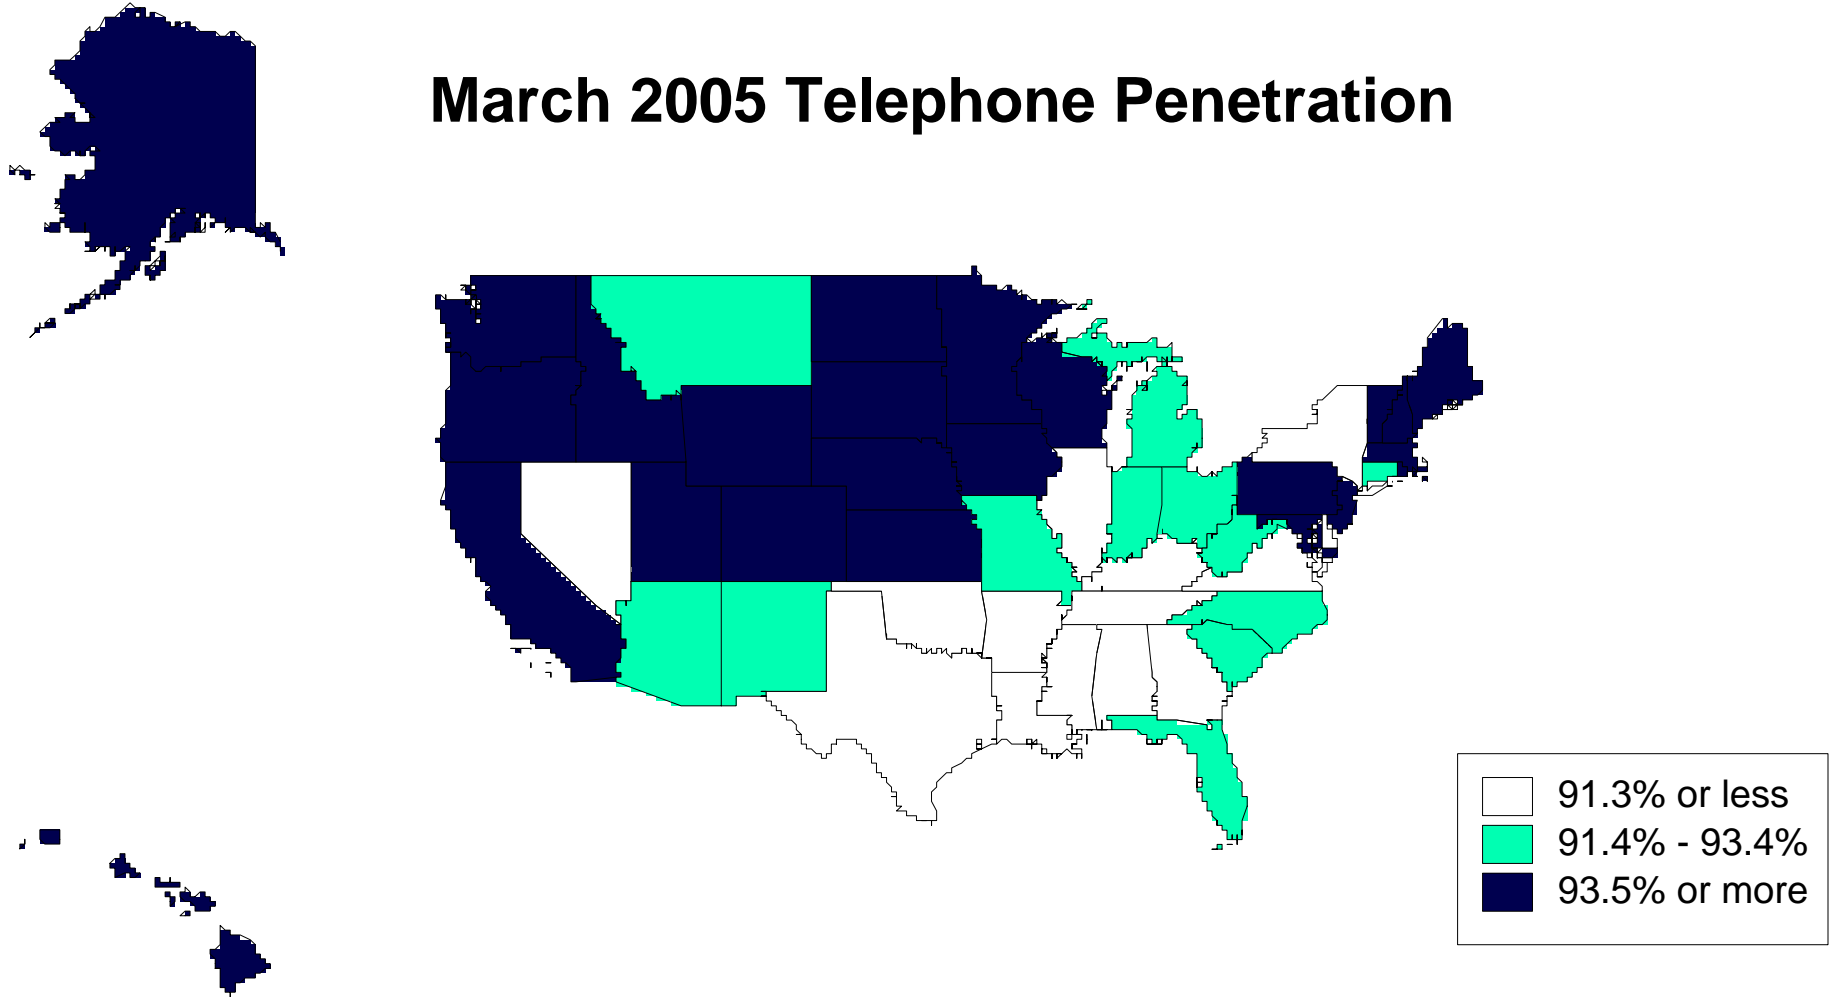 March 2005 Telephone Penetration
91.3% or less
91.4% - 93.4%
93.5% or more